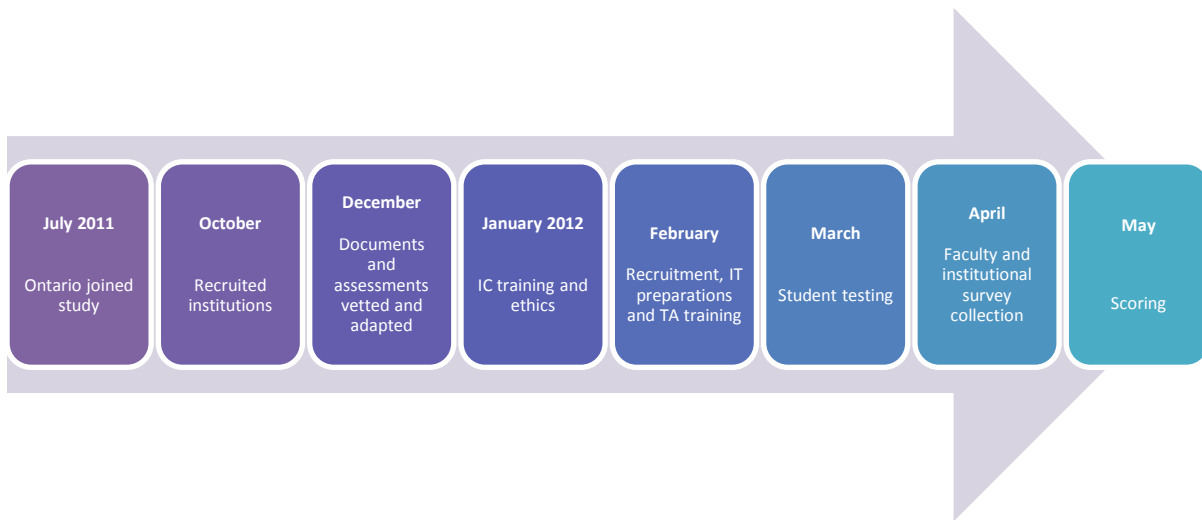 July 2011
Ontario joined
study
October
Recruited
institutions
December
Documents
and
assessments
vetted and
adapted
January 2012
IC training and
ethics
February
Recruitment, IT
preparations
and TA training
March
Student testing
April
Faculty and
institutional
survey
collection
May
Scoring